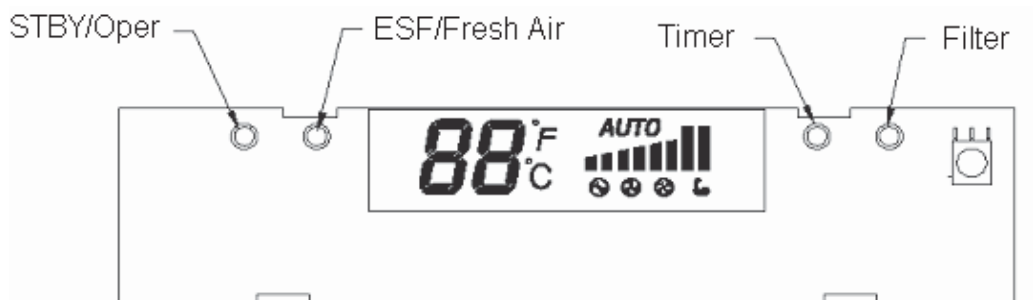 STBY/Oper
ESF/Fresh Air
Timer
Filter
88°F
°C
AUTO